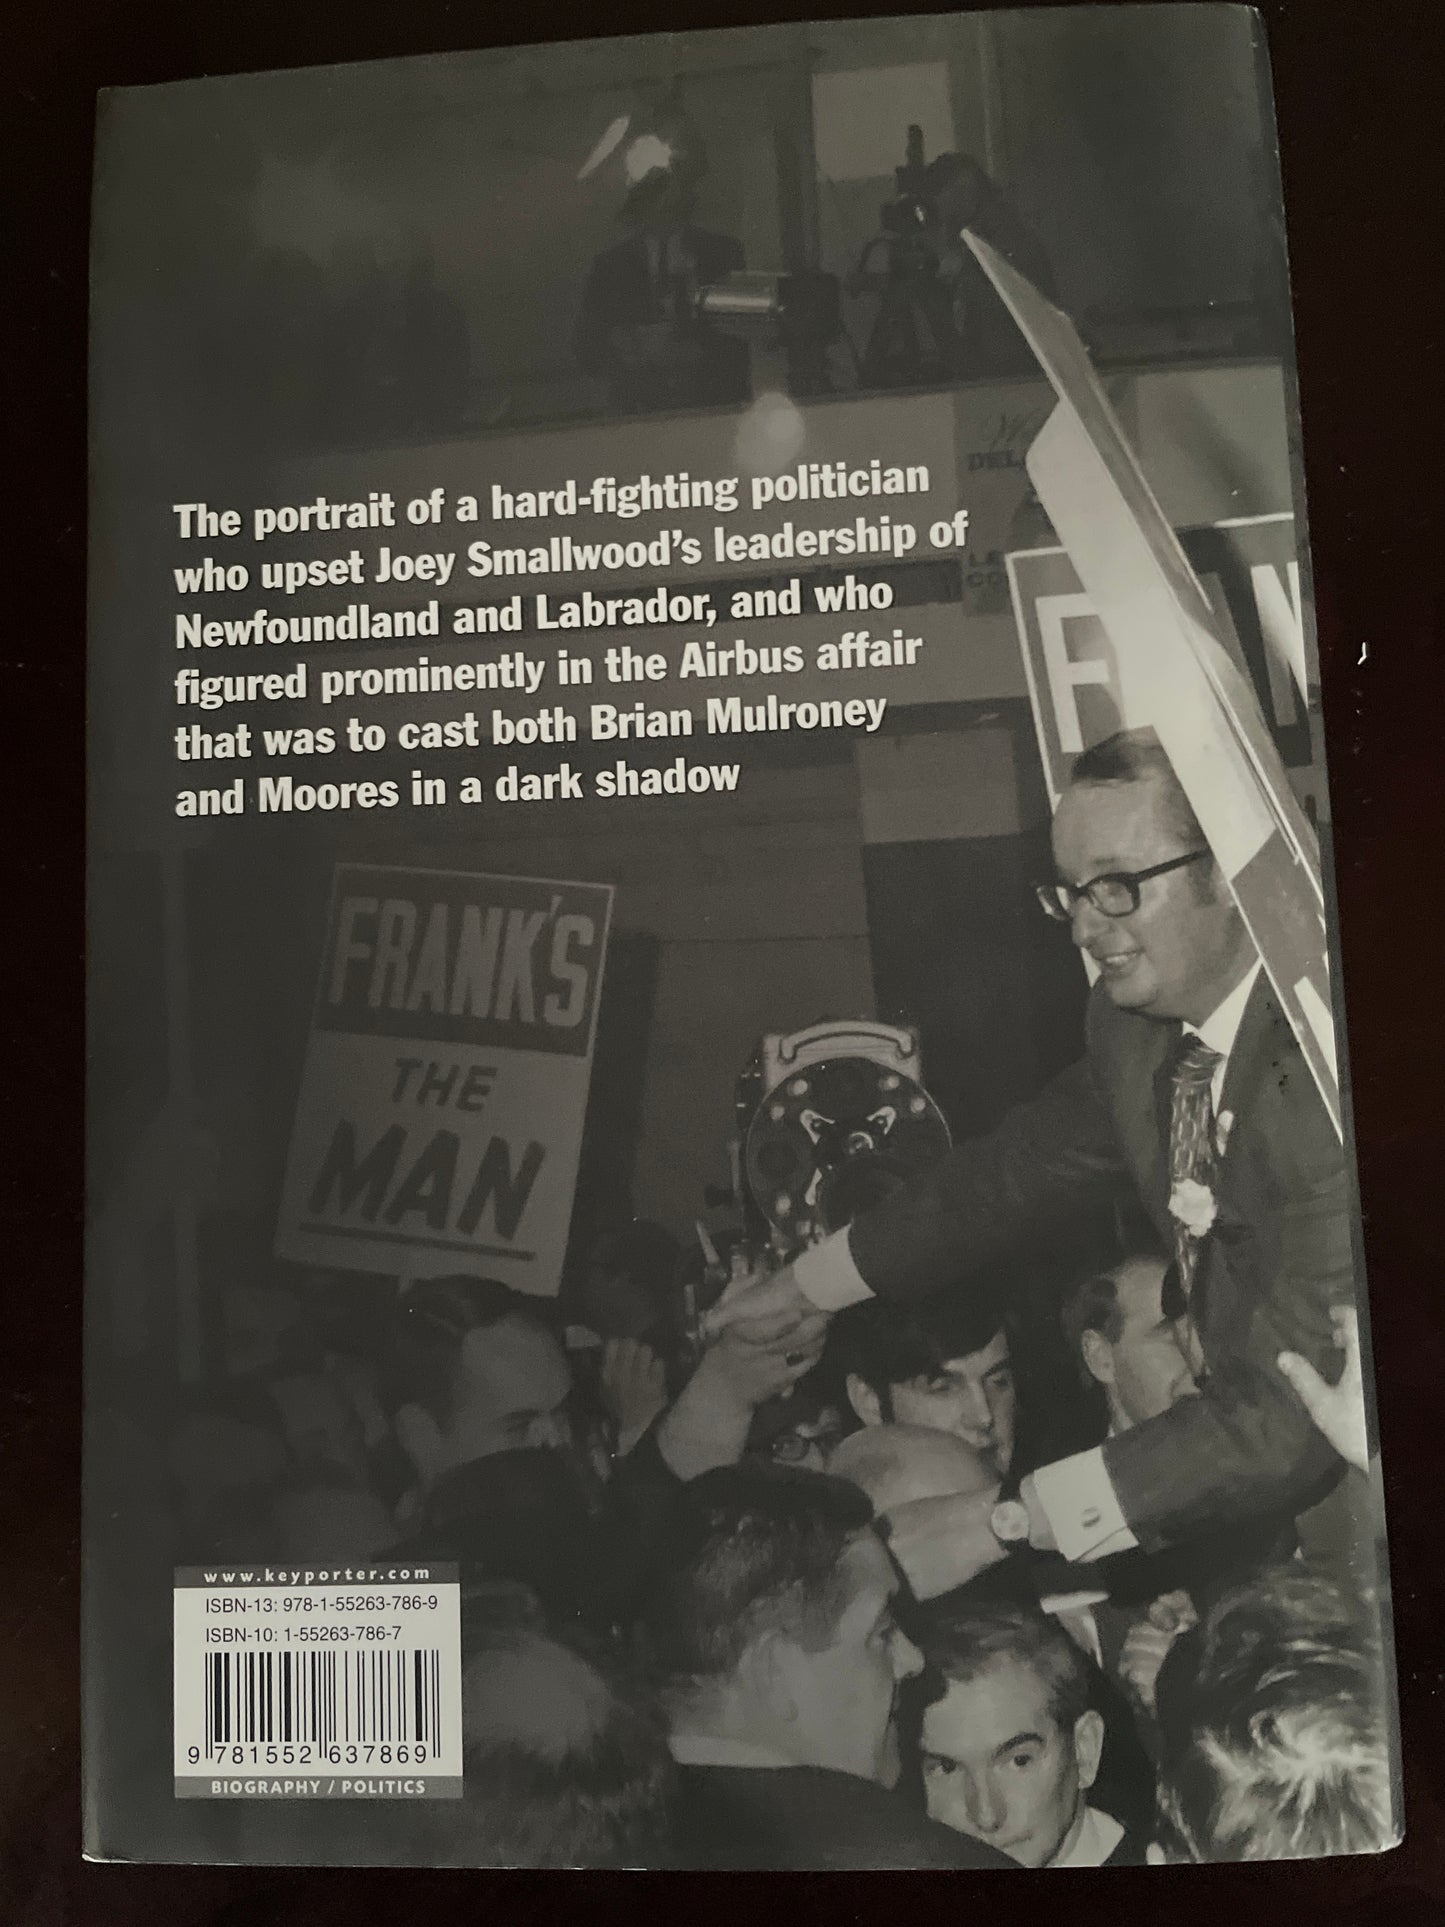 The portrait of a hard-fighting politician
who upset Joey Smallwood's leadership of
Newfoundland and Labrador, and who
figured prominently in the Airbus affair
that was to cast both Brian Mulroney
and Moores in a dark shadow
FRANK'S
THE
MAN
www.keyporter.com
ISBN-13: 978-1-55263-786-9
ISBN-10: 1-55263-786-7
9 781552 637869
BIOGRAPHY / POLITICS